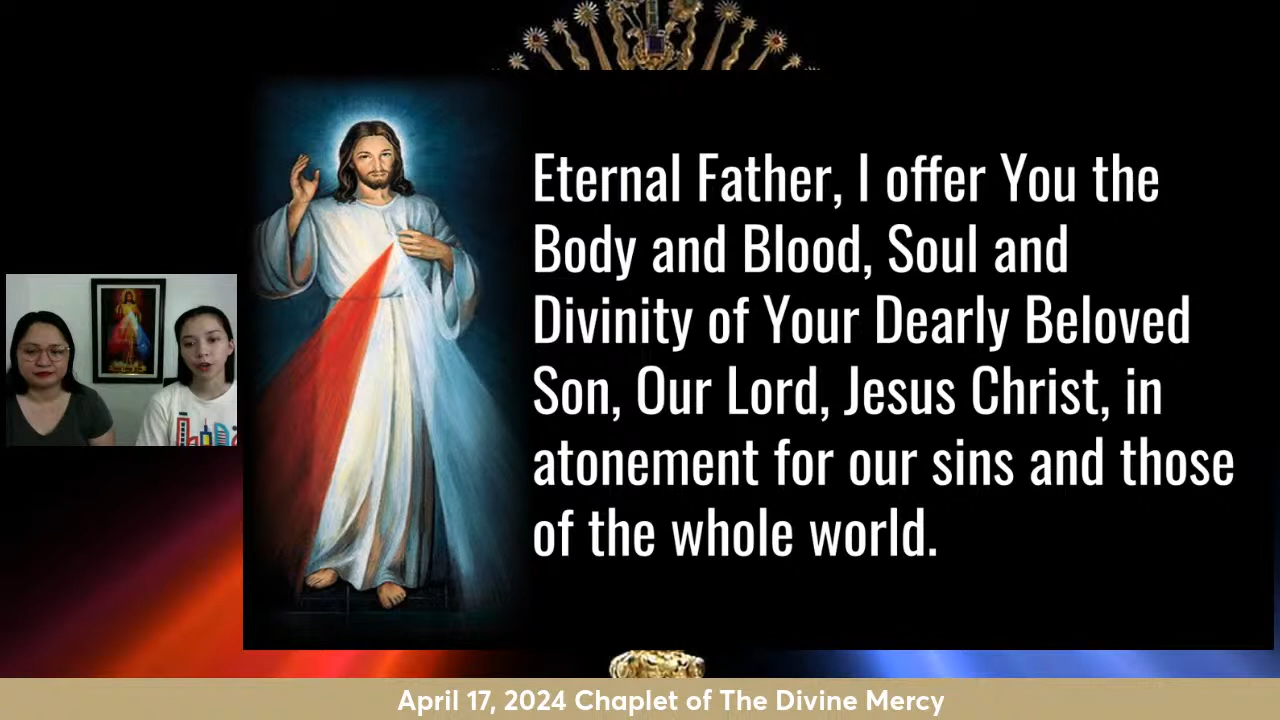 Eternal Father, I offer You the
Body and Blood, Soul and
Divinity of Your Dearly Beloved
Son, Our Lord, Jesus Christ, in
atonement for our sins and those
of the whole world.
April 17, 2024 Chaplet of The Divine Mercy